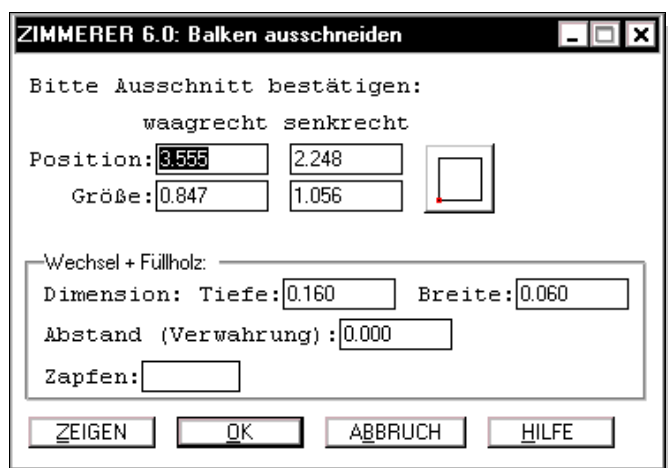 ZIMMERER 6.0: Balken ausschneiden
Bitte Ausschnitt bestätigen:
waagrecht senkrecht
Position: 3.555 2.248
Größe: 0.847 1.056
Wechsel + Füllholz:
Dimension: Tiefe: 0.160 Breite: 0.060
Abstand (Verwahrung): 0.000
Zapfen:
ZEIGEN OK ABBRUCH HILFE